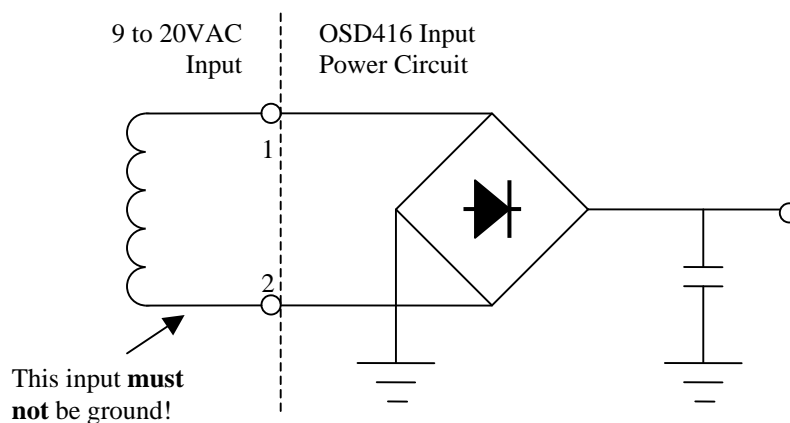 9 to 20VAC
Input
OSD416 Input
Power Circuit
1
2
This input must
not be ground!